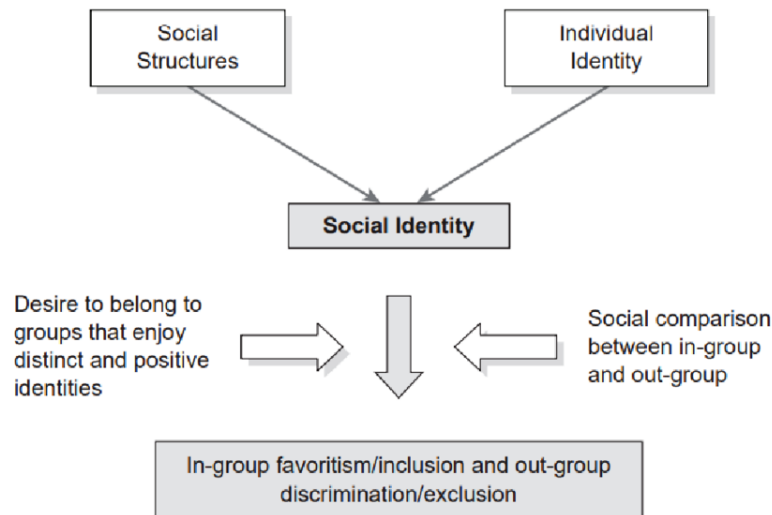 Social
Structures
Individual
Identity
Social Identity
Desire to belong to
groups that enjoy
distinct and positive
identities
Social comparison
between in-group
and out-group
In-group favoritism/inclusion and out-group
discrimination/exclusion